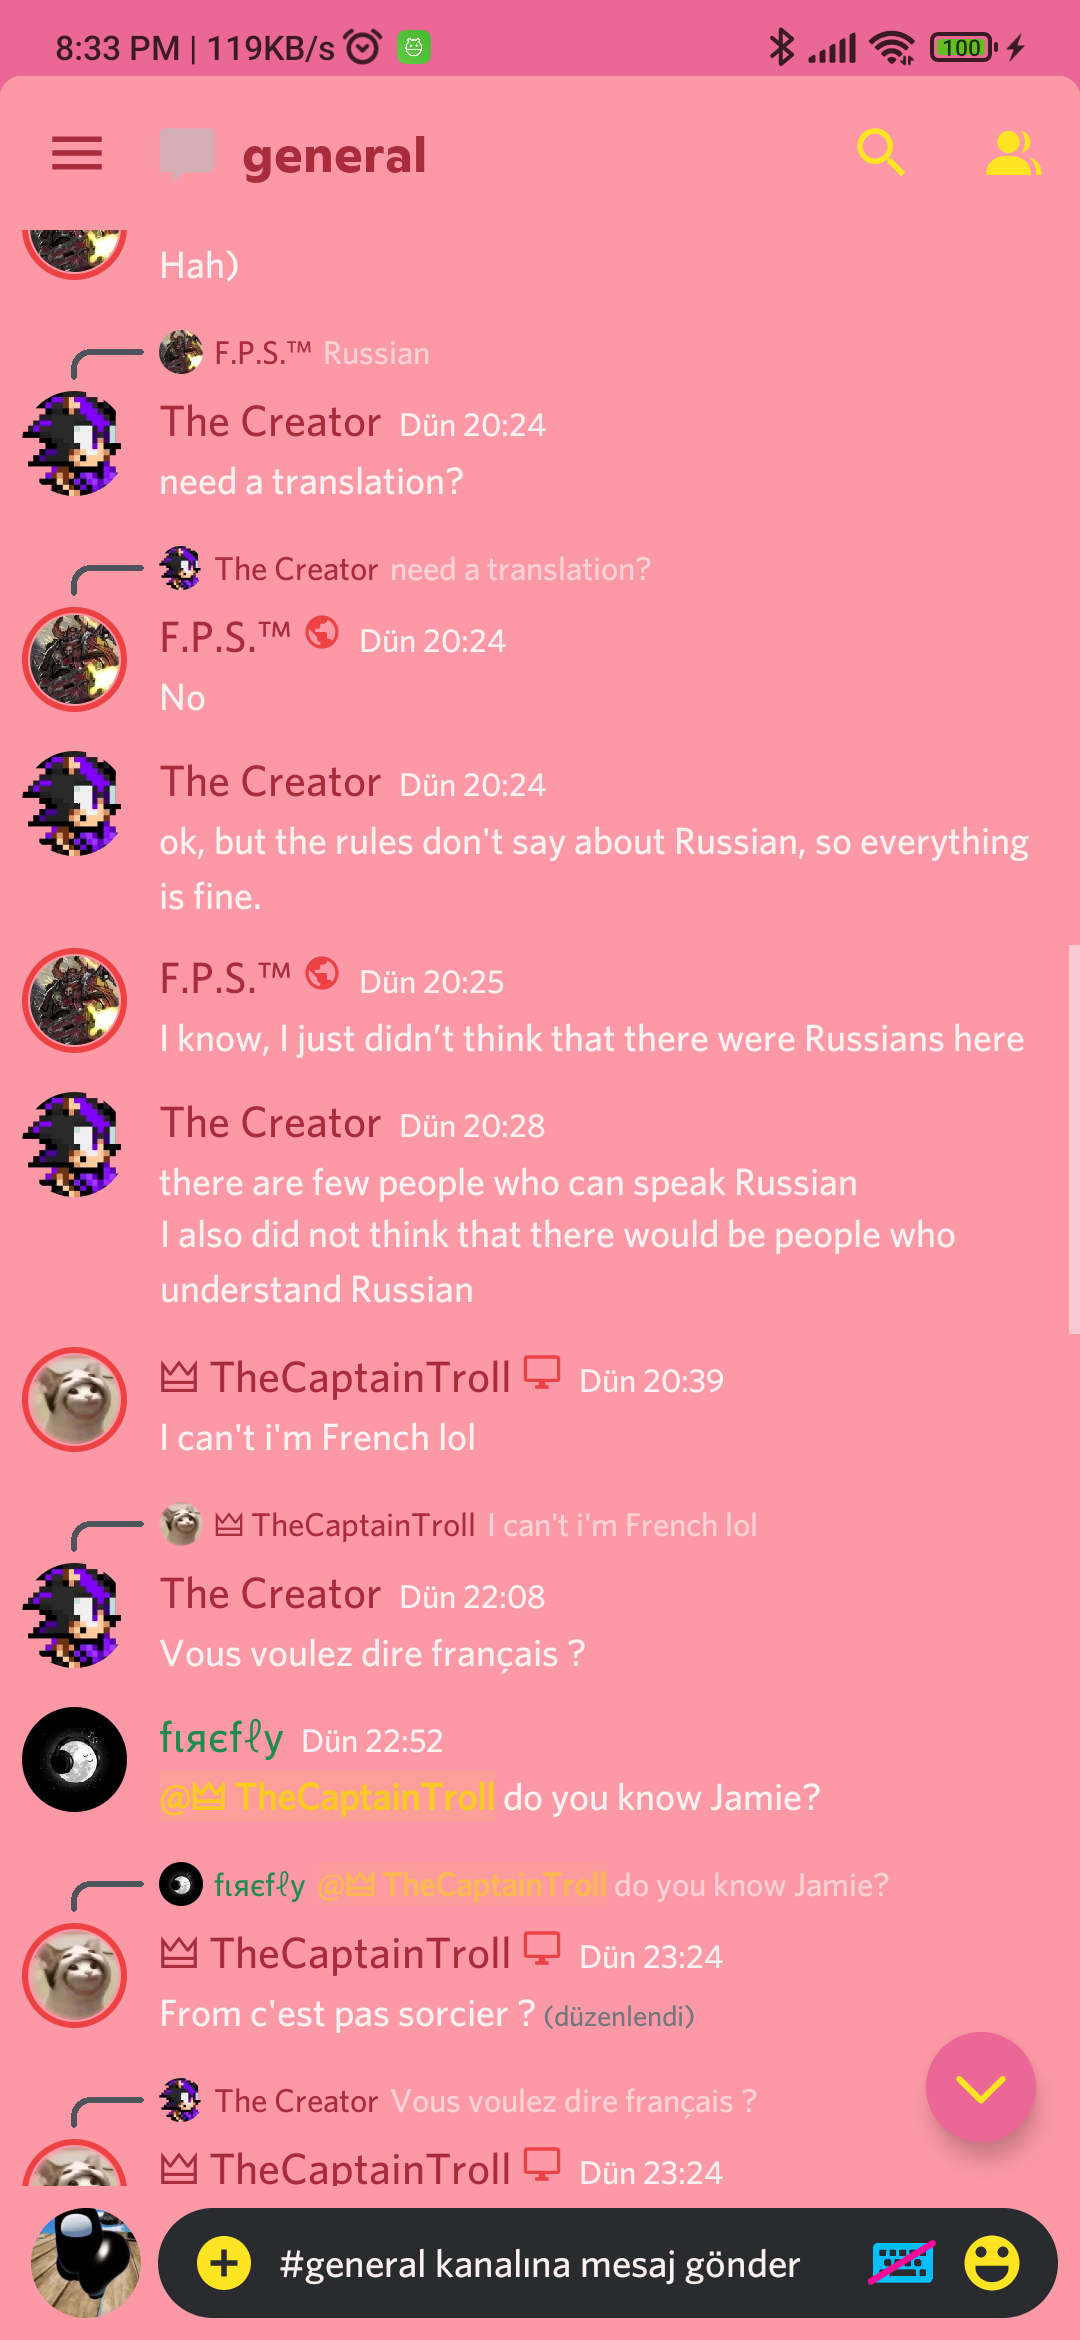 8:33 PM | 119KB/s
100
general
Hah)
F.P.S.™ Russian
The Creator Dün 20:24
need a translation?
The Creator need a translation?
F.P.S.™ Dün 20:24
No
The Creator Dün 20:24
ok, but the rules don't say about Russian, so everything
is fine.
F.P.S.™ Dün 20:25
I know, I just didn’t think that there were Russians here
The Creator Dün 20:28
there are few people who can speak Russian
I also did not think that there would be people who
understand Russian
TheCaptainTroll Dün 20:39
I can't i'm French lol
TheCaptainTroll I can't i'm French lol
The Creator Dün 22:08
Vous voulez dire français ?
fιяєfℓy Dün 22:52
@👑 TheCaptainTroll do you know Jamie?
fιяєfℓy @👑 TheCaptainTroll do you know Jamie?
TheCaptainTroll Dün 23:24
From c'est pas sorcier ? (düzenlendi)
The Creator Vous voulez dire français ?
TheCaptainTroll Dün 23:24
#general kanalına mesaj gönder